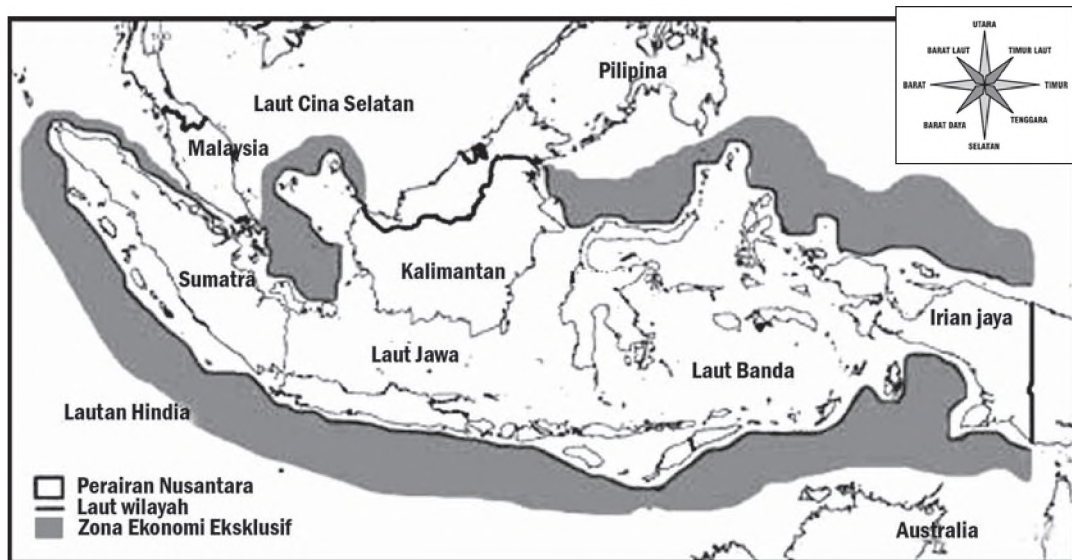 UTARA
BARAT LAUT
TIMUR LAUT
BARAT
TIMUR
BARAT DAYA
TENGGARA
SELATAN
100
Pilipina
Laut Cina Selatan
Malaysia
Sumatra
Kalimantan
Irian jaya
Laut Jawa
Laut Banda
Lautan Hindia
Perairan Nusantara
Laut wilayah
Zona Ekonomi Eksklusif
Australia